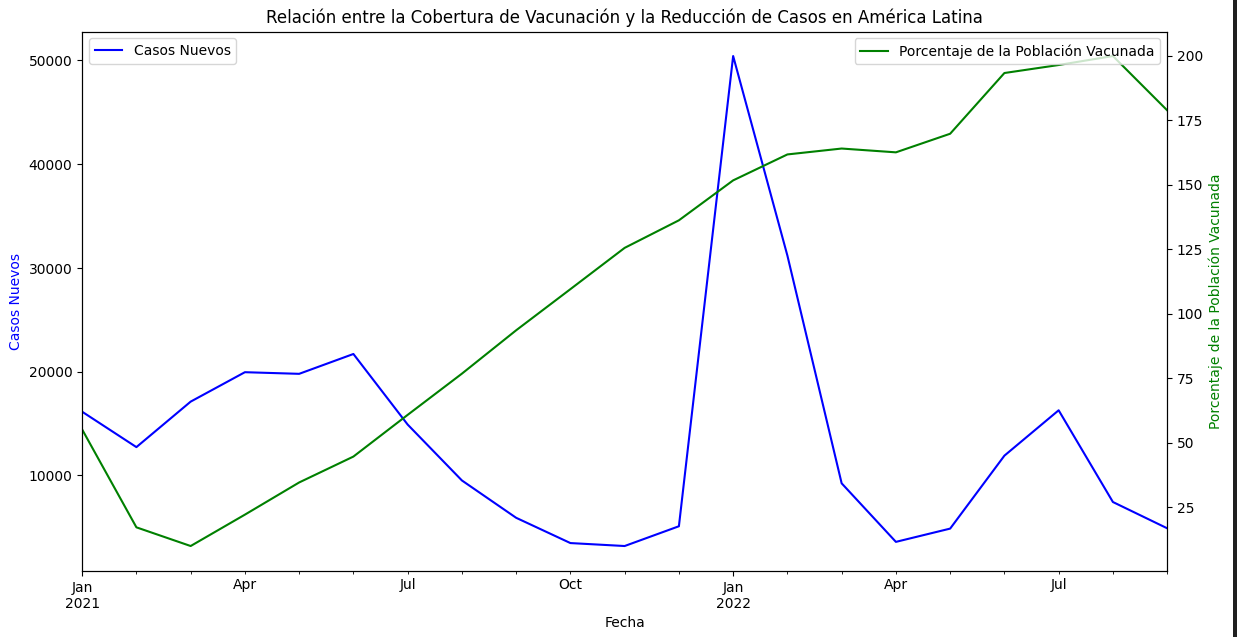 Relación entre la Cobertura de Vacunación y la Reducción de Casos en América Latina
Casos Nuevos
Porcentaje de la Población Vacunada
50000
40000
30000
20000
10000
Casos Nuevos
200
175
150
125
100
75
50
25
Porcentaje de la Población Vacunada
Jan
2021
Apr
Jul
Oct
Jan
2022
Apr
Jul
Fecha